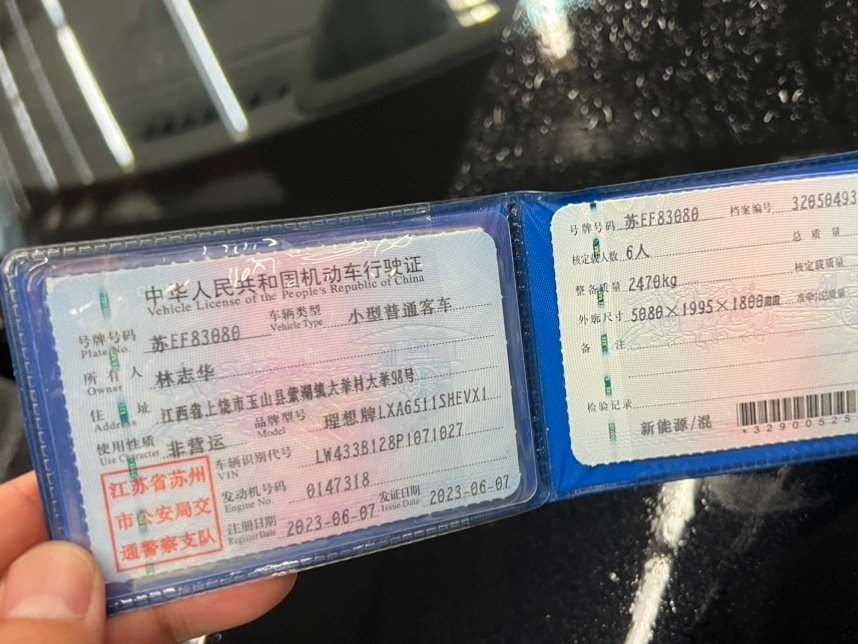 中华人民共和国机动车行驶证
Vehicle License of the People's Republic of China
号牌号码 苏EF83080 车辆类型 小型普通客车
Plate No. Vehicle Type
所有人 林志华
Owner
住址 江西省上饶市玉山县紫湖镇大举村大举98号
Address
使用性质 非营运 品牌型号 理想牌LXA6511SHEVX1
Use Character Model
车辆识别代号 LW433B128P1071027
VIN
发动机号码 0147318
Engine No.
注册日期 2023-06-07 发证日期 2023-06-07
Register Date Issue Date
江苏省苏州
市公安局交
通警察支队
号牌号码 苏EF83080 档案编号 32050493
核定载人数 6人 总质量
整备质量 2470kg 核定载质量
外廓尺寸 5080×1995×1800 准牵引总质量
备注
检验记录
新能源/混
*32900525